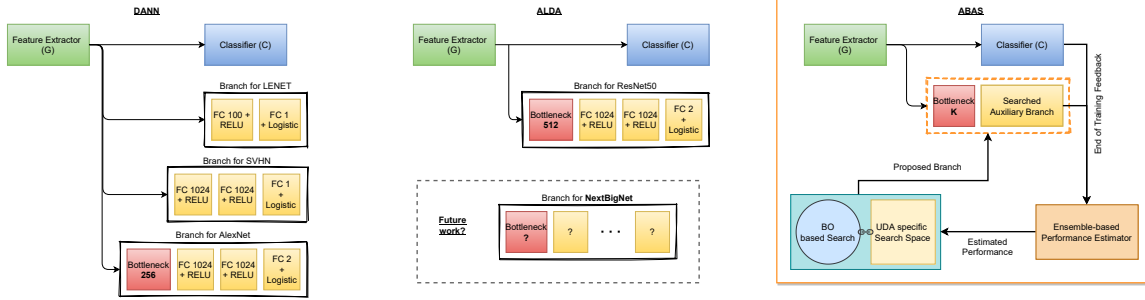 DANN
Feature Extractor
(G)
Classifier (C)
Branch for LENET
FC 100 +
RELU
FC 1
+ Logistic
Branch for SVHN
FC 1024
+ RELU
FC 1024
+ RELU
FC 1
+
Logistic
Branch for AlexNet
Bottleneck
256
FC 1024
+ RELU
FC 1024
+ RELU
FC 2
+
Logistic
ALDA
Feature Extractor
(G)
Classifier (C)
Branch for ResNet50
Bottleneck
512
FC 1024
+ RELU
FC 1024
+ RELU
FC 2
+
Logistic
Future
work?
Branch for NextBigNet
Bottleneck
?
?
. . .
?
ABAS
Feature Extractor
(G)
Classifier (C)
Bottleneck
K
Searched
Auxiliary Branch
End of Training Feedback
Proposed Branch
BO
based Search
UDA specific
Search Space
Estimated
Performance
Ensemble-based
Performance Estimator